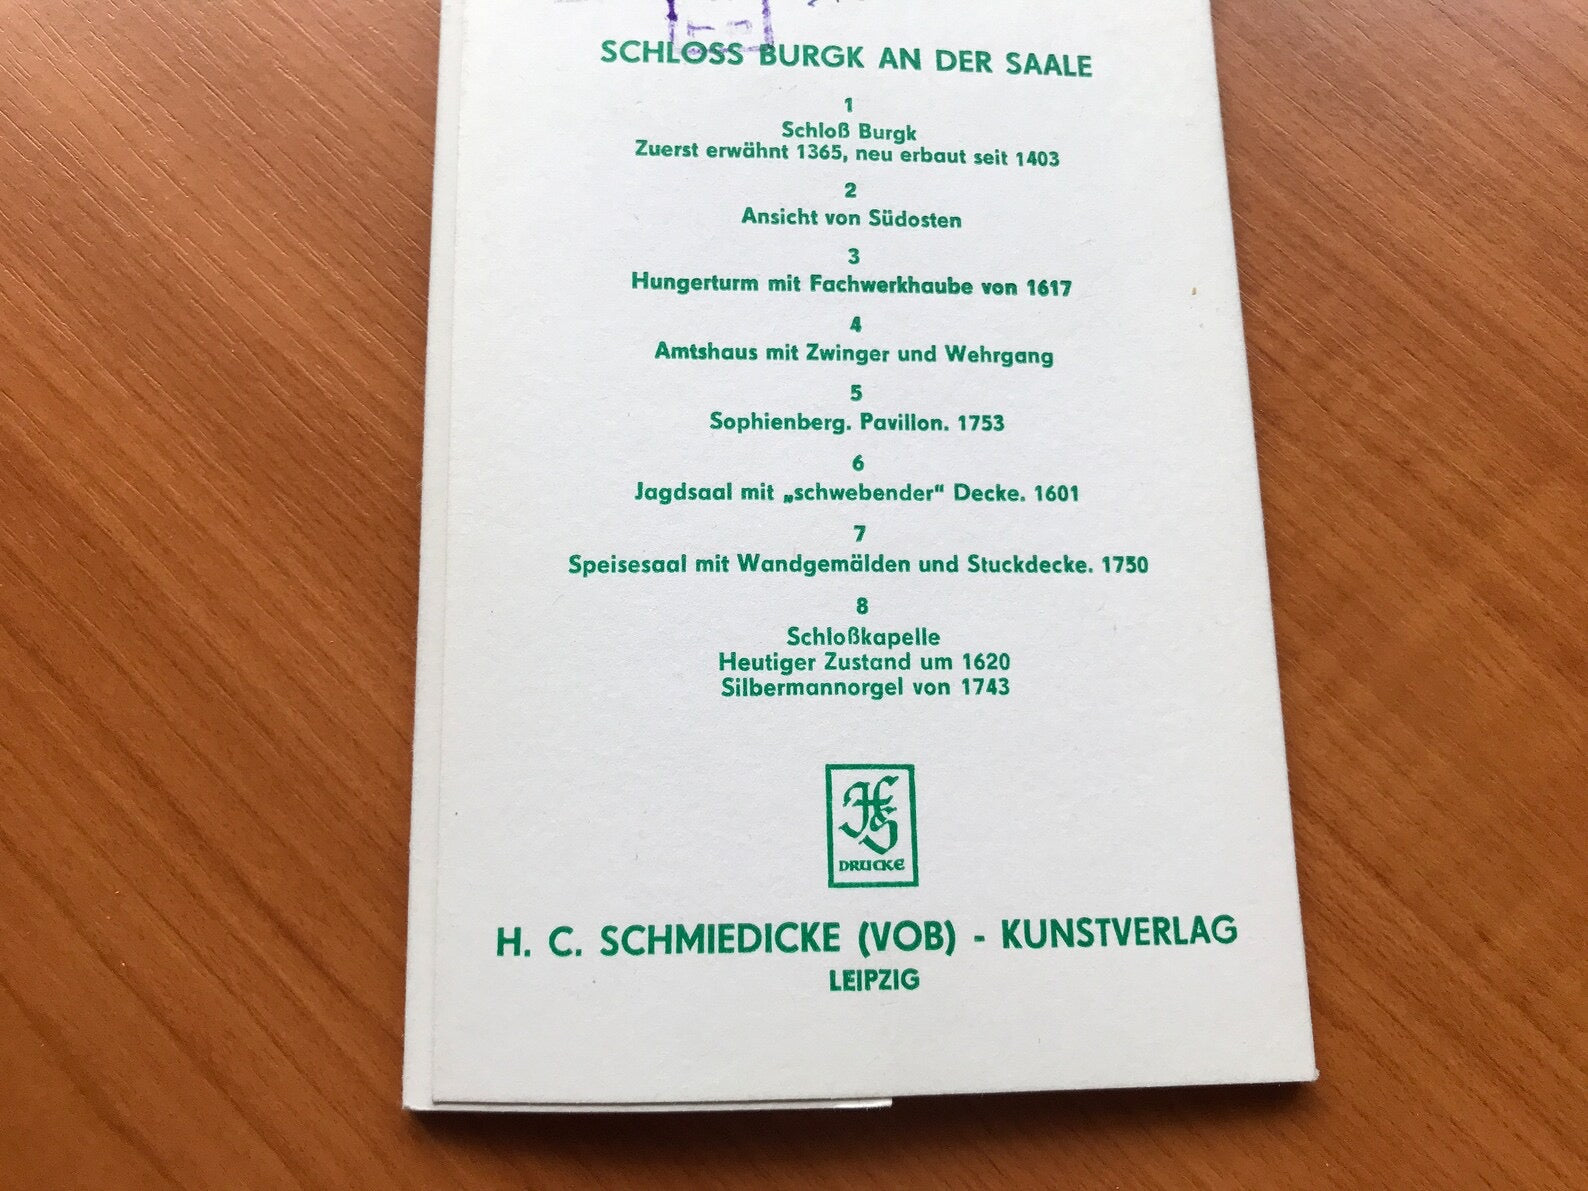 SCHLOSS BURGK AN DER SAALE
1
Schloß Burgk
Zuerst erwähnt 1365, neu erbaut seit 1403
2
Ansicht von Südosten
3
Hungerturm mit Fachwerkhaube von 1617
4
Amtshaus mit Zwinger und Wehrgang
5
Sophienberg. Pavillon. 1753
6
Jagdsaal mit „schwebender“ Decke. 1601
7
Speisesaal mit Wandgemälden und Stuckdecke. 1750
8
Schloßkapelle
Heutiger Zustand um 1620
Silbermannorgel von 1743
H&S
DRUCKE
H. C. SCHMIEDICKE (VOB) - KUNSTVERLAG
LEIPZIG